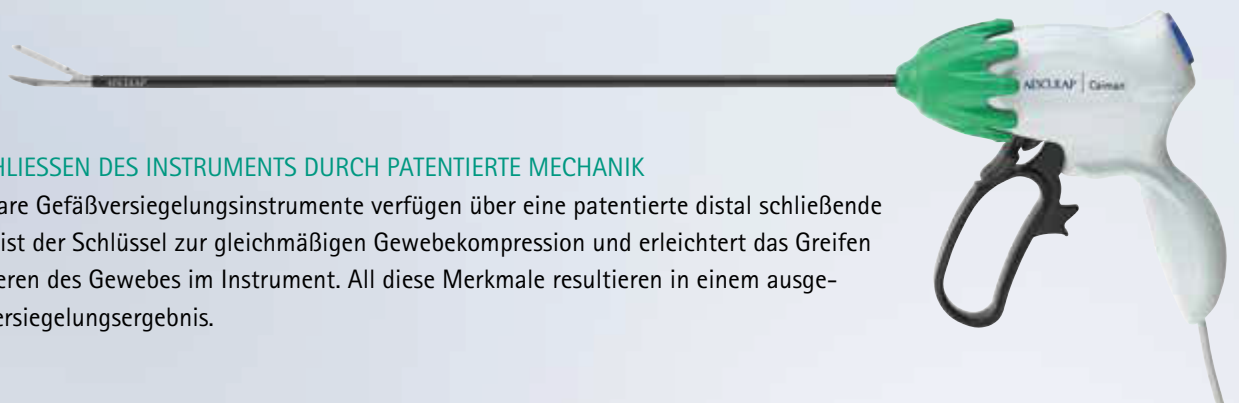 AESCULAP
AESCULAP | Caiman
HLIESSEN DES INSTRUMENTS DURCH PATENTIERTE MECHANIK
are Gefäßversiegelungsinstrumente verfügen über eine patentierte distal schließende
ist der Schlüssel zur gleichmäßigen Gewebekompression und erleichtert das Greifen
eren des Gewebes im Instrument. All diese Merkmale resultieren in einem ausge-
ersiegelungsergebnis.